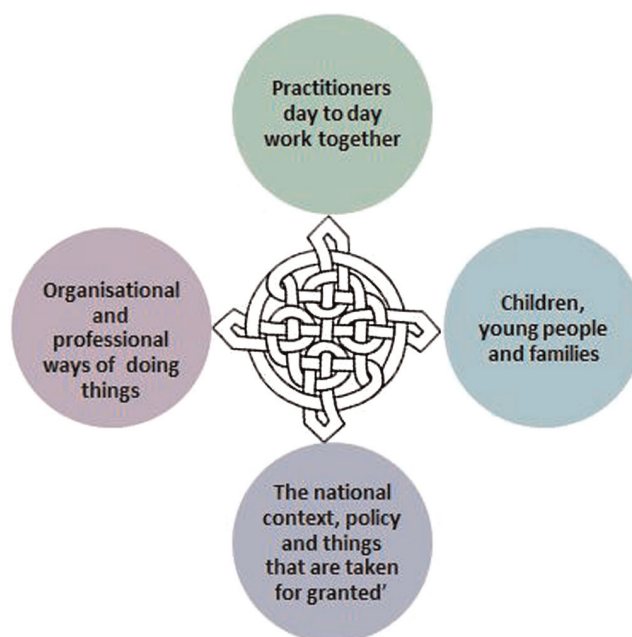 Practitioners
day to day
work together
Organisational
and
professional
ways of doing
things
Children,
young people
and families
The national
context, policy
and things
that are taken
for granted’